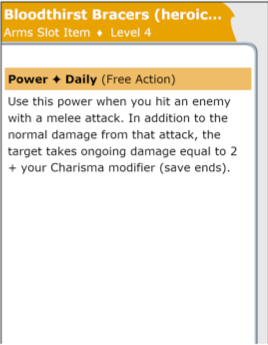 Bloodthirst Bracers (heroic...
Arms Slot Item ♦ Level 4
Power ✦ Daily (Free Action)
Use this power when you hit an enemy
with a melee attack. In addition to the
normal damage from that attack, the
target takes ongoing damage equal to 2
+ your Charisma modifier (save ends).